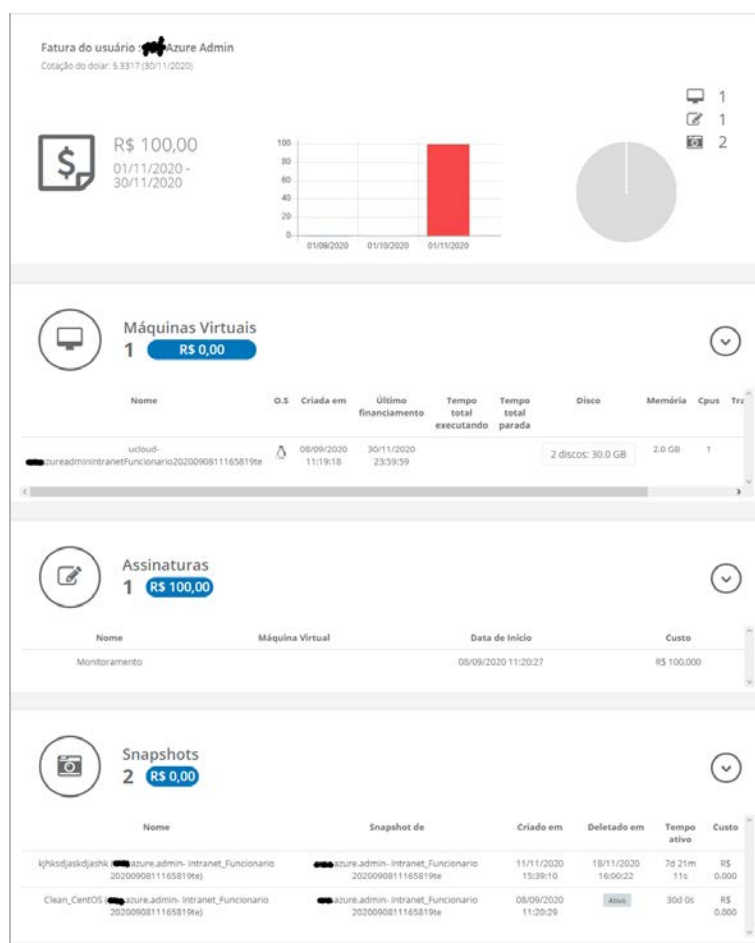 Fatura do usuário : Azure Admin
Cotação do dolar: 5.3317 (30/11/2020)
1
1
2
R$ 100,00
01/11/2020 -
30/11/2020
100
80
60
40
20
0
01/09/2020 01/10/2020 01/11/2020
Máquinas Virtuais
1 R$ 0,00
Nome O.S Criada em Último financiamento Tempo total executando Tempo total parada Disco Memória Cpus Tra
ucloud-
azureadminIntranetFuncionario2020090811165819te
08/09/2020 11:19:18
30/11/2020 23:59:59
2 discos: 30.0 GB
2.0 GB
1
Assinaturas
1 R$ 100,00
Nome Máquina Virtual Data de Início Custo
Monitoramento 08/09/2020 11:20:27 R$ 100,000
Snapshots
2 R$ 0,00
Nome Snapshot de Criado em Deletado em Tempo ativo Custo
kjhksdjaskdjashk ( azure.admin- Intranet_Funcionario
2020090811165819te)
azure.admin- Intranet_Funcionario
2020090811165819te
11/11/2020 15:39:10
18/11/2020 16:00:22
7d 21m 11s
R$ 0.000
Clean_CentOS ( azure.admin- Intranet_Funcionario
2020090811165819te)
azure.admin- Intranet_Funcionario
2020090811165819te
08/09/2020 11:20:29
Ativo
30d 0s
R$ 0.000